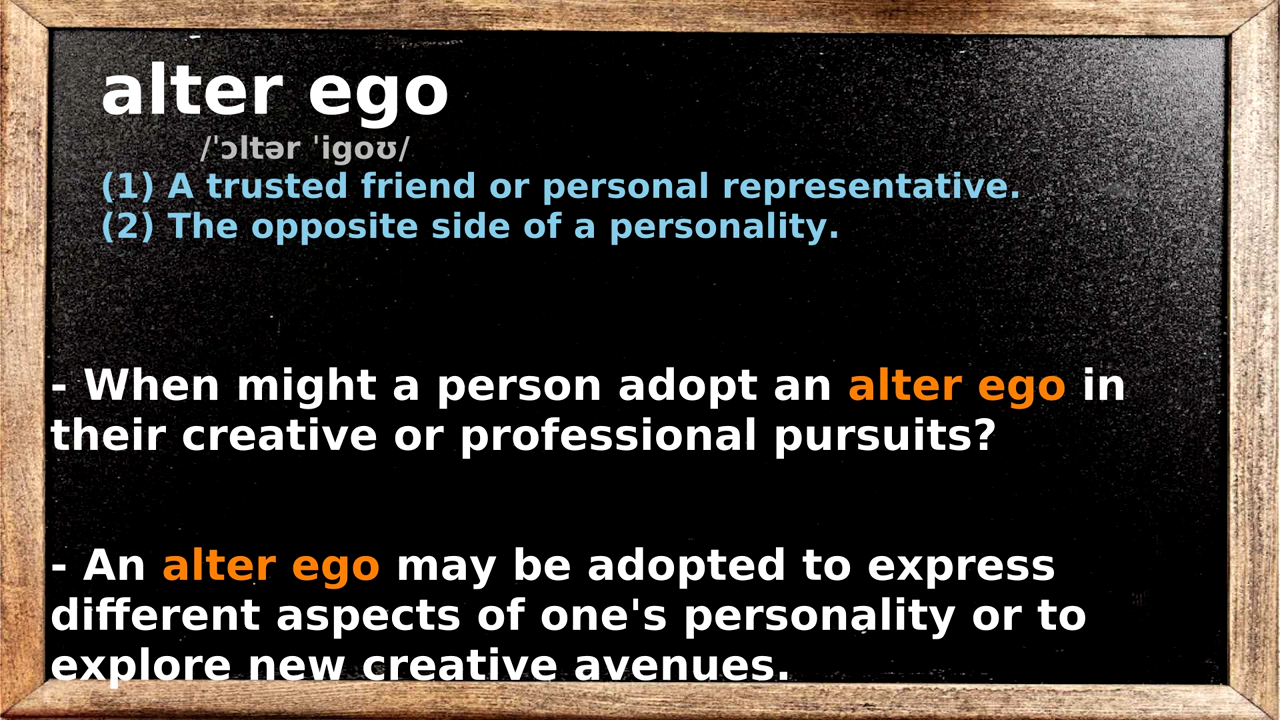 alter ego
/ˈɔltər ˈigoʊ/
(1) A trusted friend or personal representative.
(2) The opposite side of a personality.
- When might a person adopt an alter ego in
their creative or professional pursuits?
- An alter ego may be adopted to express
different aspects of one's personality or to
explore new creative avenues.